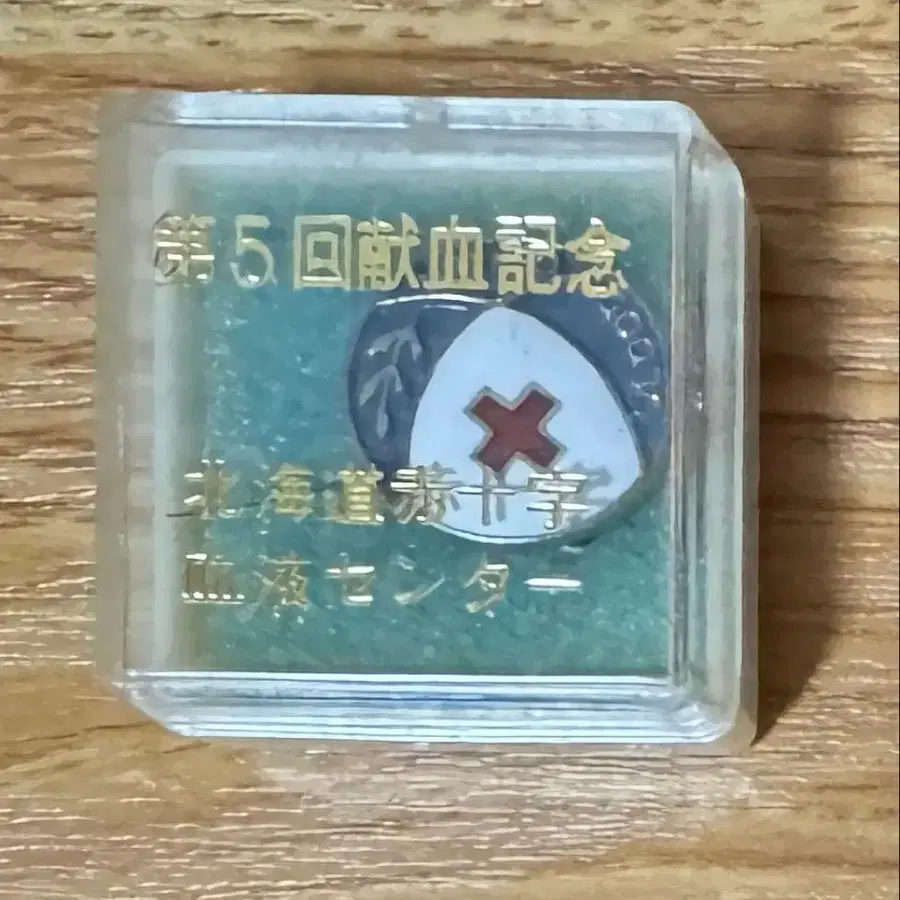 第5回献血記念
北海道赤十字
血液センター